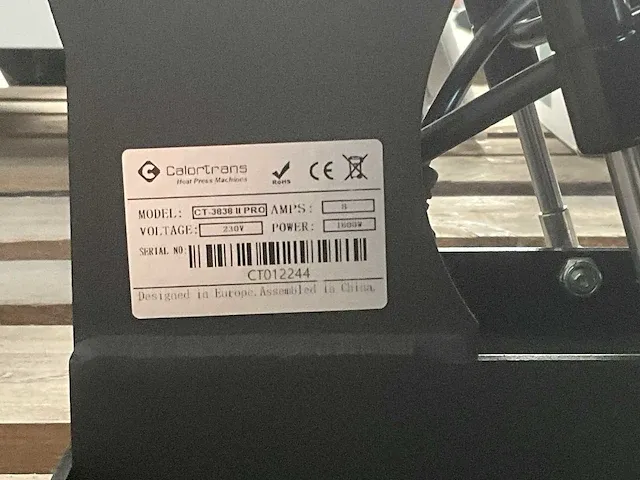 Calortrans
Heat Press Machines
RoHS
CE
MODEL: CT-3838 II PRO AMPS: 8
VOLTAGE: 230V POWER: 1600W
SERIAL NO:
CT012244
Designed in Europe. Assembled in China.